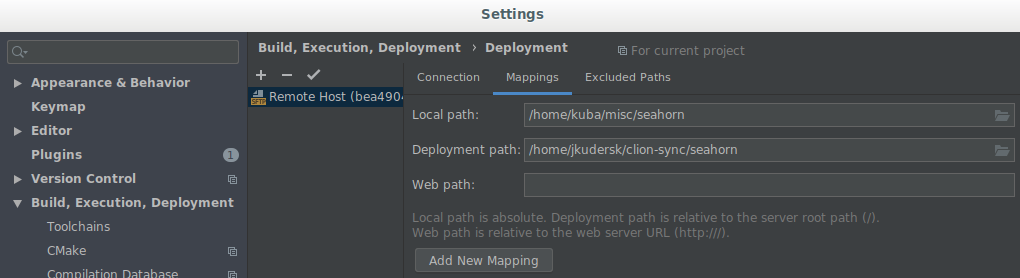 Settings
Build, Execution, Deployment › Deployment
For current project
Appearance & Behavior
Keymap
Editor
Plugins
1
Version Control
Build, Execution, Deployment
Toolchains
CMake
Compilation Database
SFTP
Remote Host (bea4904
Connection
Mappings
Excluded Paths
Local path:
/home/kuba/misc/seahorn
Deployment path:
/home/jkudersk/clion-sync/seahorn
Web path:
Local path is absolute. Deployment path is relative to the server root path (/).
Web path is relative to the web server URL (http:///).
Add New Mapping